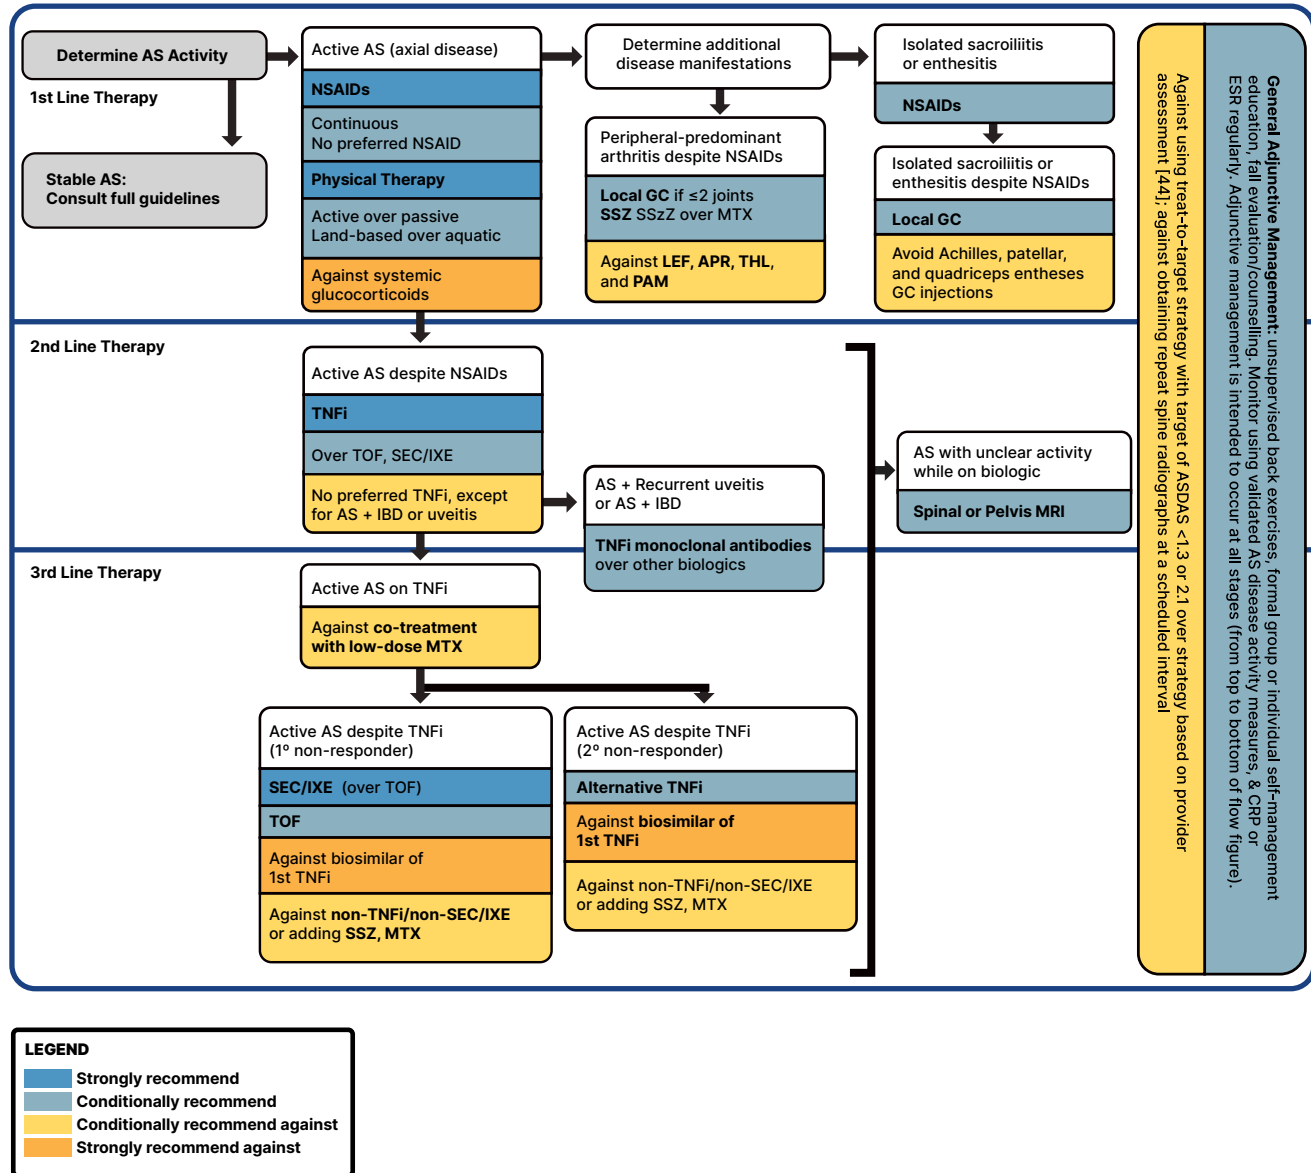 Determine AS Activity
1st Line Therapy
Stable AS:
Consult full guidelines
Active AS (axial disease)
NSAIDs
Continuous
No preferred NSAID
Physical Therapy
Active over passive
Land-based over aquatic
Against systemic
glucocorticoids
Determine additional
disease manifestations
Peripheral-predominant
arthritis despite NSAIDs
Local GC if ≤2 joints
SSZ SSzZ over MTX
Against LEF, APR, THL,
and PAM
Isolated sacroiliitis
or enthesitis
NSAIDs
Isolated sacroiliitis or
enthesitis despite NSAIDs
Local GC
Avoid Achilles, patellar,
and quadriceps entheses
GC injections
2nd Line Therapy
Active AS despite NSAIDs
TNFi
Over TOF, SEC/IXE
No preferred TNFi, except
for AS + IBD or uveitis
AS + Recurrent uveitis
or AS + IBD
TNFi monoclonal antibodies
over other biologics
AS with unclear activity
while on biologic
Spinal or Pelvis MRI
3rd Line Therapy
Active AS on TNFi
Against co-treatment
with low-dose MTX
Active AS despite TNFi
(1º non-responder)
SEC/IXE (over TOF)
TOF
Against biosimilar of
1st TNFi
Against non-TNFi/non-SEC/IXE
or adding SSZ, MTX
Active AS despite TNFi
(2º non-responder)
Alternative TNFi
Against biosimilar of
1st TNFi
Against non-TNFi/non-SEC/IXE
or adding SSZ, MTX
General Adjunctive Management: unsupervised back exercises, formal group or individual self-management
education, fall evaluation/counselling. Monitor using validated AS disease activity measures, & CRP or
ESR regularly. Adjunctive management is intended to occur at all stages (from top to bottom of flow figure).
Against using treat-to-target strategy with target of ASDAS <1.3 or 2.1 over strategy based on provider
assessment [44]; against obtaining repeat spine radiographs at a scheduled interval
LEGEND
Strongly recommend
Conditionally recommend
Conditionally recommend against
Strongly recommend against